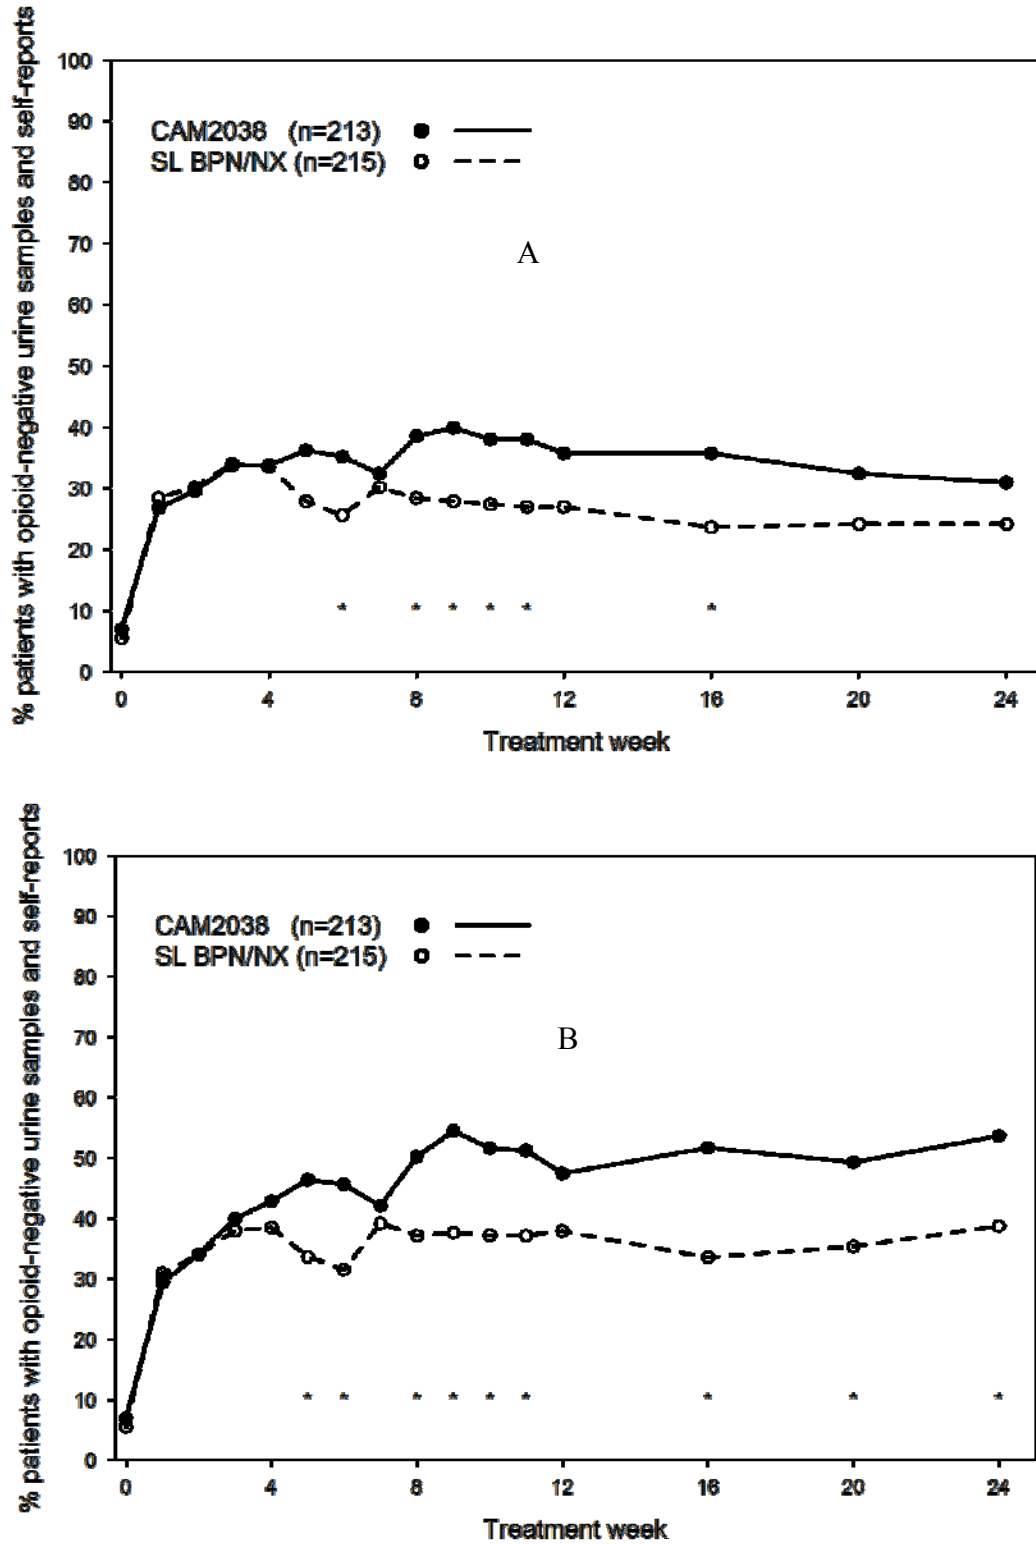 % patients with opioid-negative urine samples and self-reports
100
90
80
70
60
50
40
30
20
10
0
CAM2038 (n=213)
SL BPN/NX (n=215)
A
* * * * * *
0 4 8 12 16 20 24
Treatment week
% patients with opioid-negative urine samples and self-reports
100
90
80
70
60
50
40
30
20
10
0
CAM2038 (n=213)
SL BPN/NX (n=215)
B
* * * * * * * * *
0 4 8 12 16 20 24
Treatment week